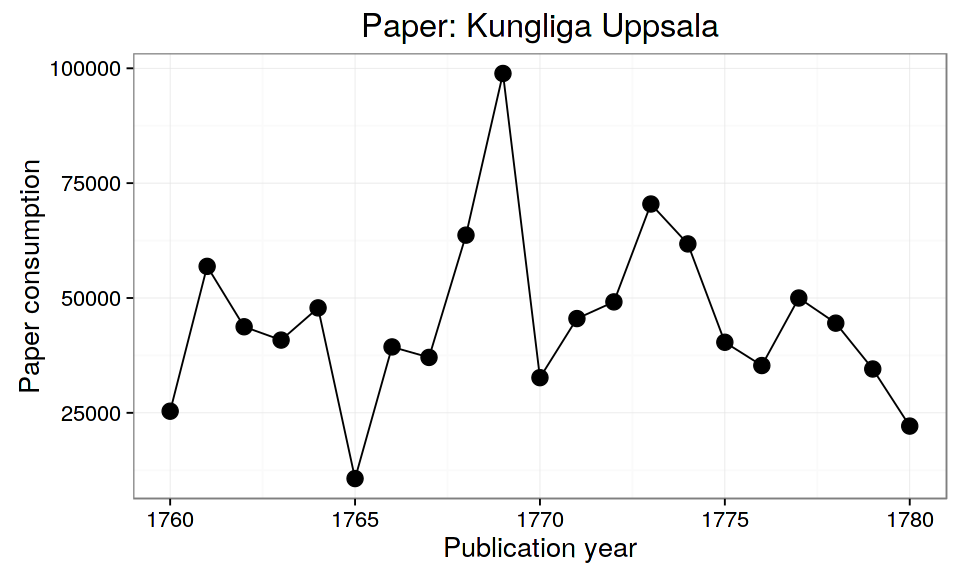 Paper: Kungliga Uppsala
100000
75000
50000
25000
Paper consumption
1760 1765 1770 1775 1780
Publication year